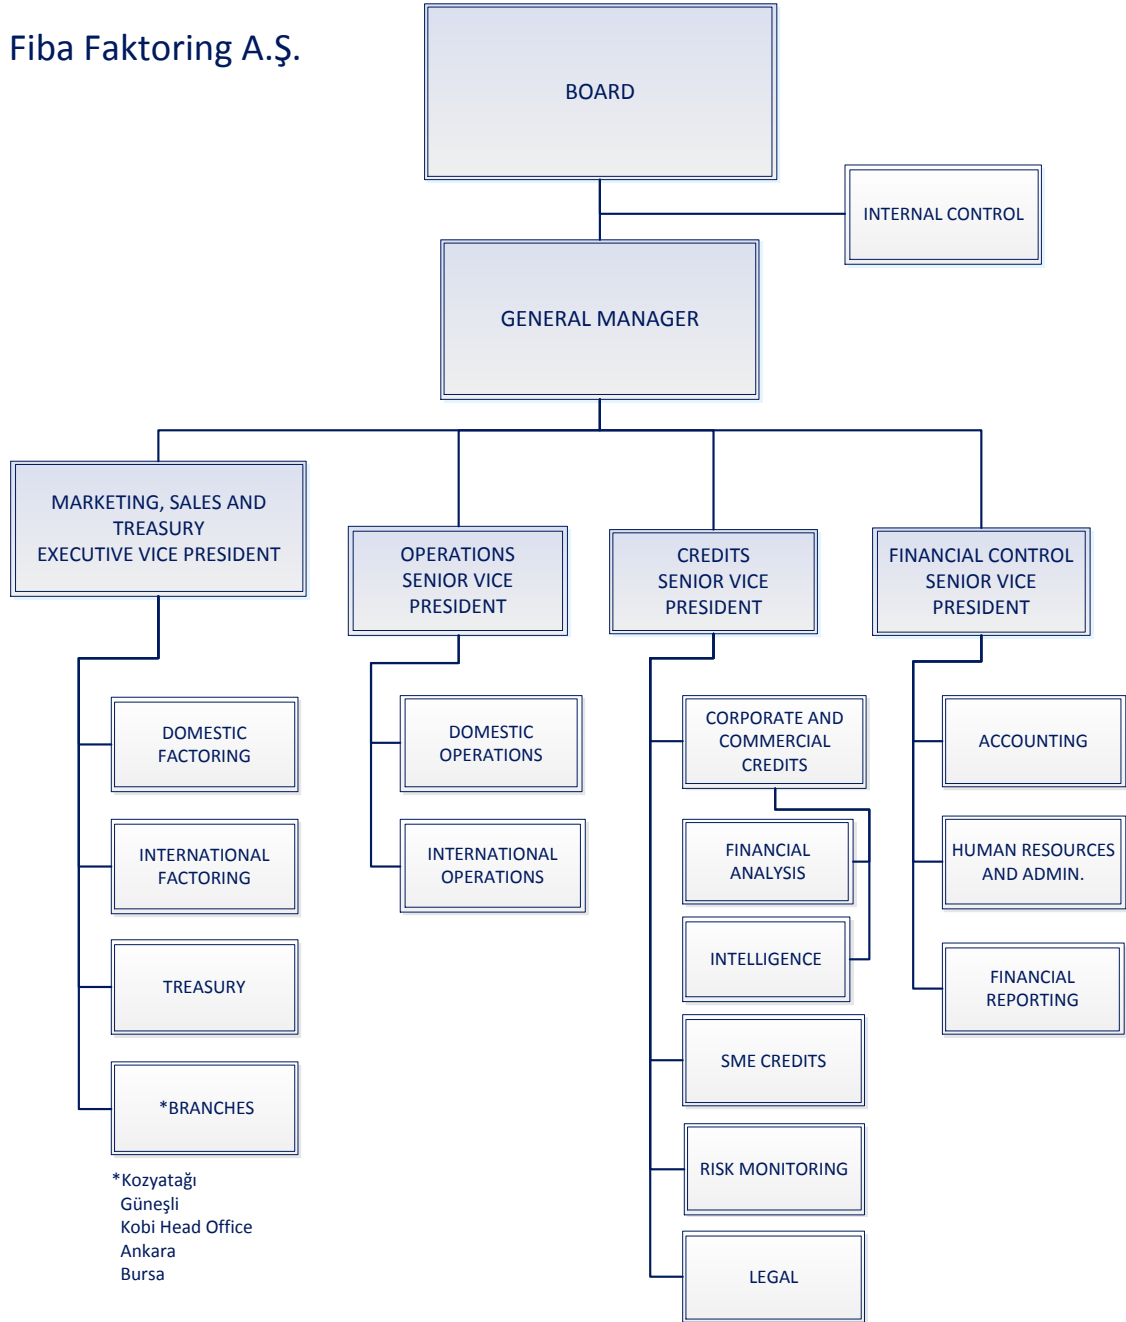 Fiba Faktoring A.Ş.
BOARD
INTERNAL CONTROL
GENERAL MANAGER
MARKETING, SALES AND
TREASURY
EXECUTIVE VICE PRESIDENT
OPERATIONS
SENIOR VICE
PRESIDENT
CREDITS
SENIOR VICE
PRESIDENT
FINANCIAL CONTROL
SENIOR VICE
PRESIDENT
DOMESTIC
FACTORING
INTERNATIONAL
FACTORING
TREASURY
*BRANCHES
*Kozyatağı
Güneşli
Kobi Head Office
Ankara
Bursa
DOMESTIC
OPERATIONS
INTERNATIONAL
OPERATIONS
CORPORATE AND
COMMERCIAL
CREDITS
FINANCIAL
ANALYSIS
INTELLIGENCE
SME CREDITS
RISK MONITORING
LEGAL
ACCOUNTING
HUMAN RESOURCES
AND ADMIN.
FINANCIAL
REPORTING